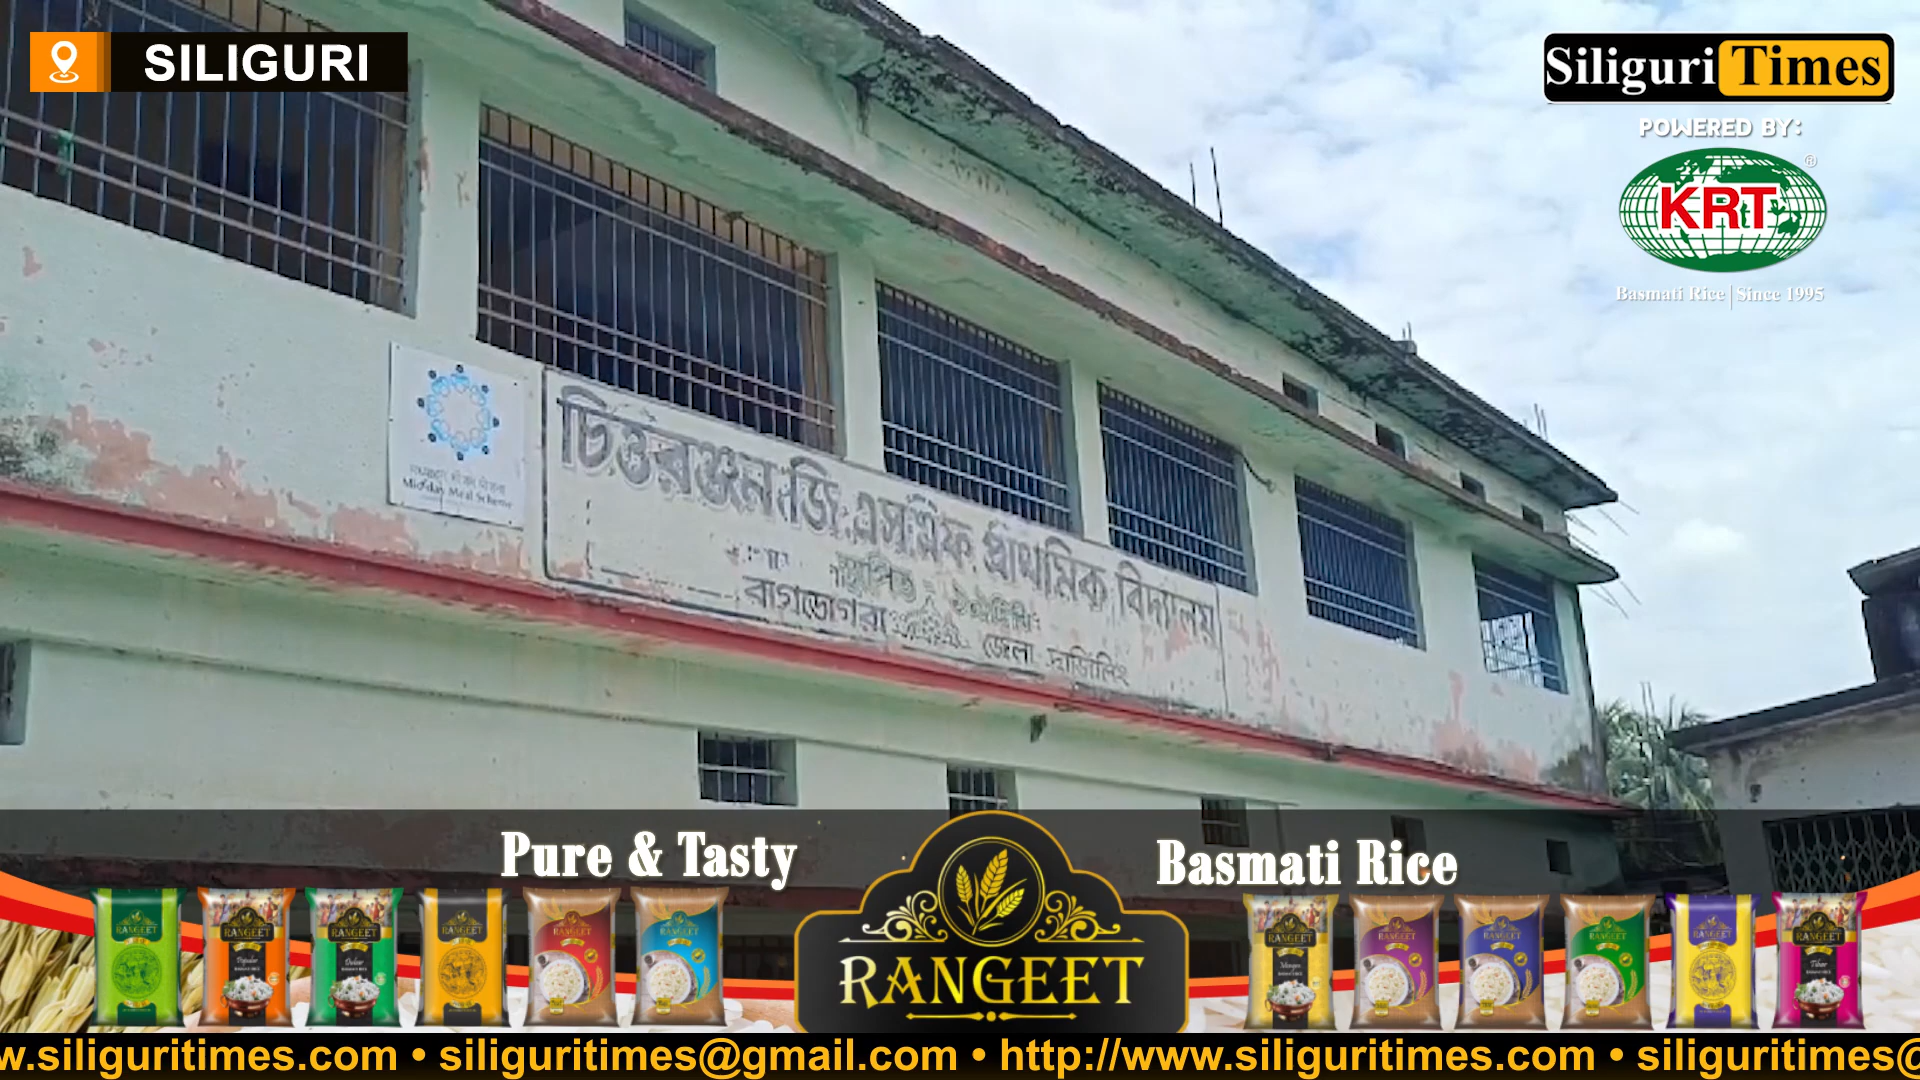 SILIGURI
Siliguri Times
POWERED BY:
KRT
Basmati Rice | Since 1995
Midday Meal Scheme
চিত্তরঞ্জন জি.এস.এফ প্রাথমিক বিদ্যালয়
স্থাপিত
বাগডোগরা জেলা দার্জিলিং
Pure & Tasty
Basmati Rice
RANGEET
w.siliguritimes.com • siliguritimes@gmail.com • http://www.siliguritimes.com • siliguritimes@